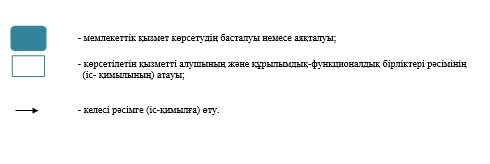 - мемлекеттік қызмет көрсетудің басталуы немесе аяқталуы;
- көрсетілетін қызметті алушының және құрылымдық-функционалдық бірліктері рәсімінің
(іс- қимылының) атауы;
- келесі рәсімге (іс-қимылға) өту.